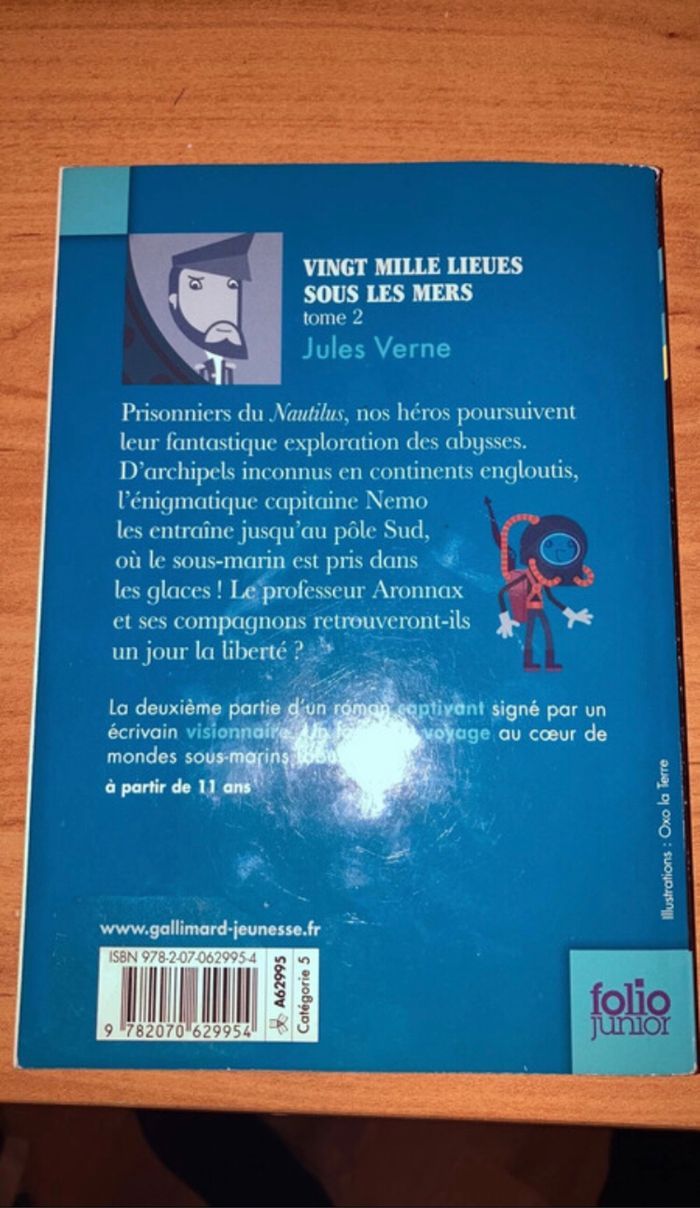 VINGT MILLE LIEUES
SOUS LES MERS
tome 2
Jules Verne
Prisonniers du Nautilus, nos héros poursuivent
leur fantastique exploration des abysses.
D'archipels inconnus en continents engloutis,
l'énigmatique capitaine Nemo
les entraîne jusqu'au pôle Sud,
où le sous-marin est pris dans
les glaces ! Le professeur Aronnax
et ses compagnons retrouveront-ils
un jour la liberté ?
La deuxième partie d'un roman captivant signé par un
écrivain visionnaire. Un voyage au cœur de
mondes sous-marins
à partir de 11 ans
Illustrations : Oxo la Terre
www.gallimard-jeunesse.fr
ISBN 978-2-07-062995-4
A62995
Catégorie 5
9 782070 629954
folio
junior